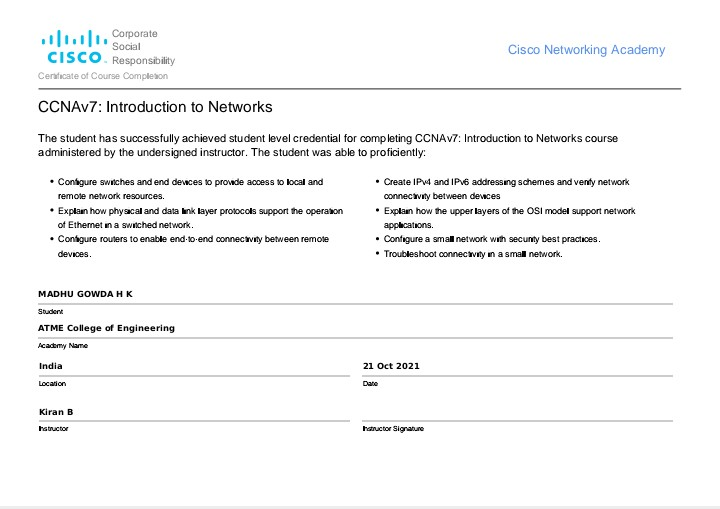 Corporate
Social
Responsibility
CISCO
Cisco Networking Academy
Certificate of Course Completion
CCNAv7: Introduction to Networks
The student has successfully achieved student level credential for completing CCNAv7: Introduction to Networks course
administered by the undersigned instructor. The student was able to proficiently:
• Configure switches and end devices to provide access to local and
remote network resources.
• Explain how physical and data link layer protocols support the operation
of Ethernet in a switched network.
• Configure routers to enable end-to-end connectivity between remote
devices.
• Create IPv4 and IPv6 addressing schemes and verify network
connectivity between devices
• Explain how the upper layers of the OSI model support network
applications.
• Configure a small network with security best practices.
• Troubleshoot connectivity in a small network.
MADHU GOWDA H K
Student
ATME College of Engineering
Academy Name
India
Location
21 Oct 2021
Date
Kiran B
Instructor
Instructor Signature